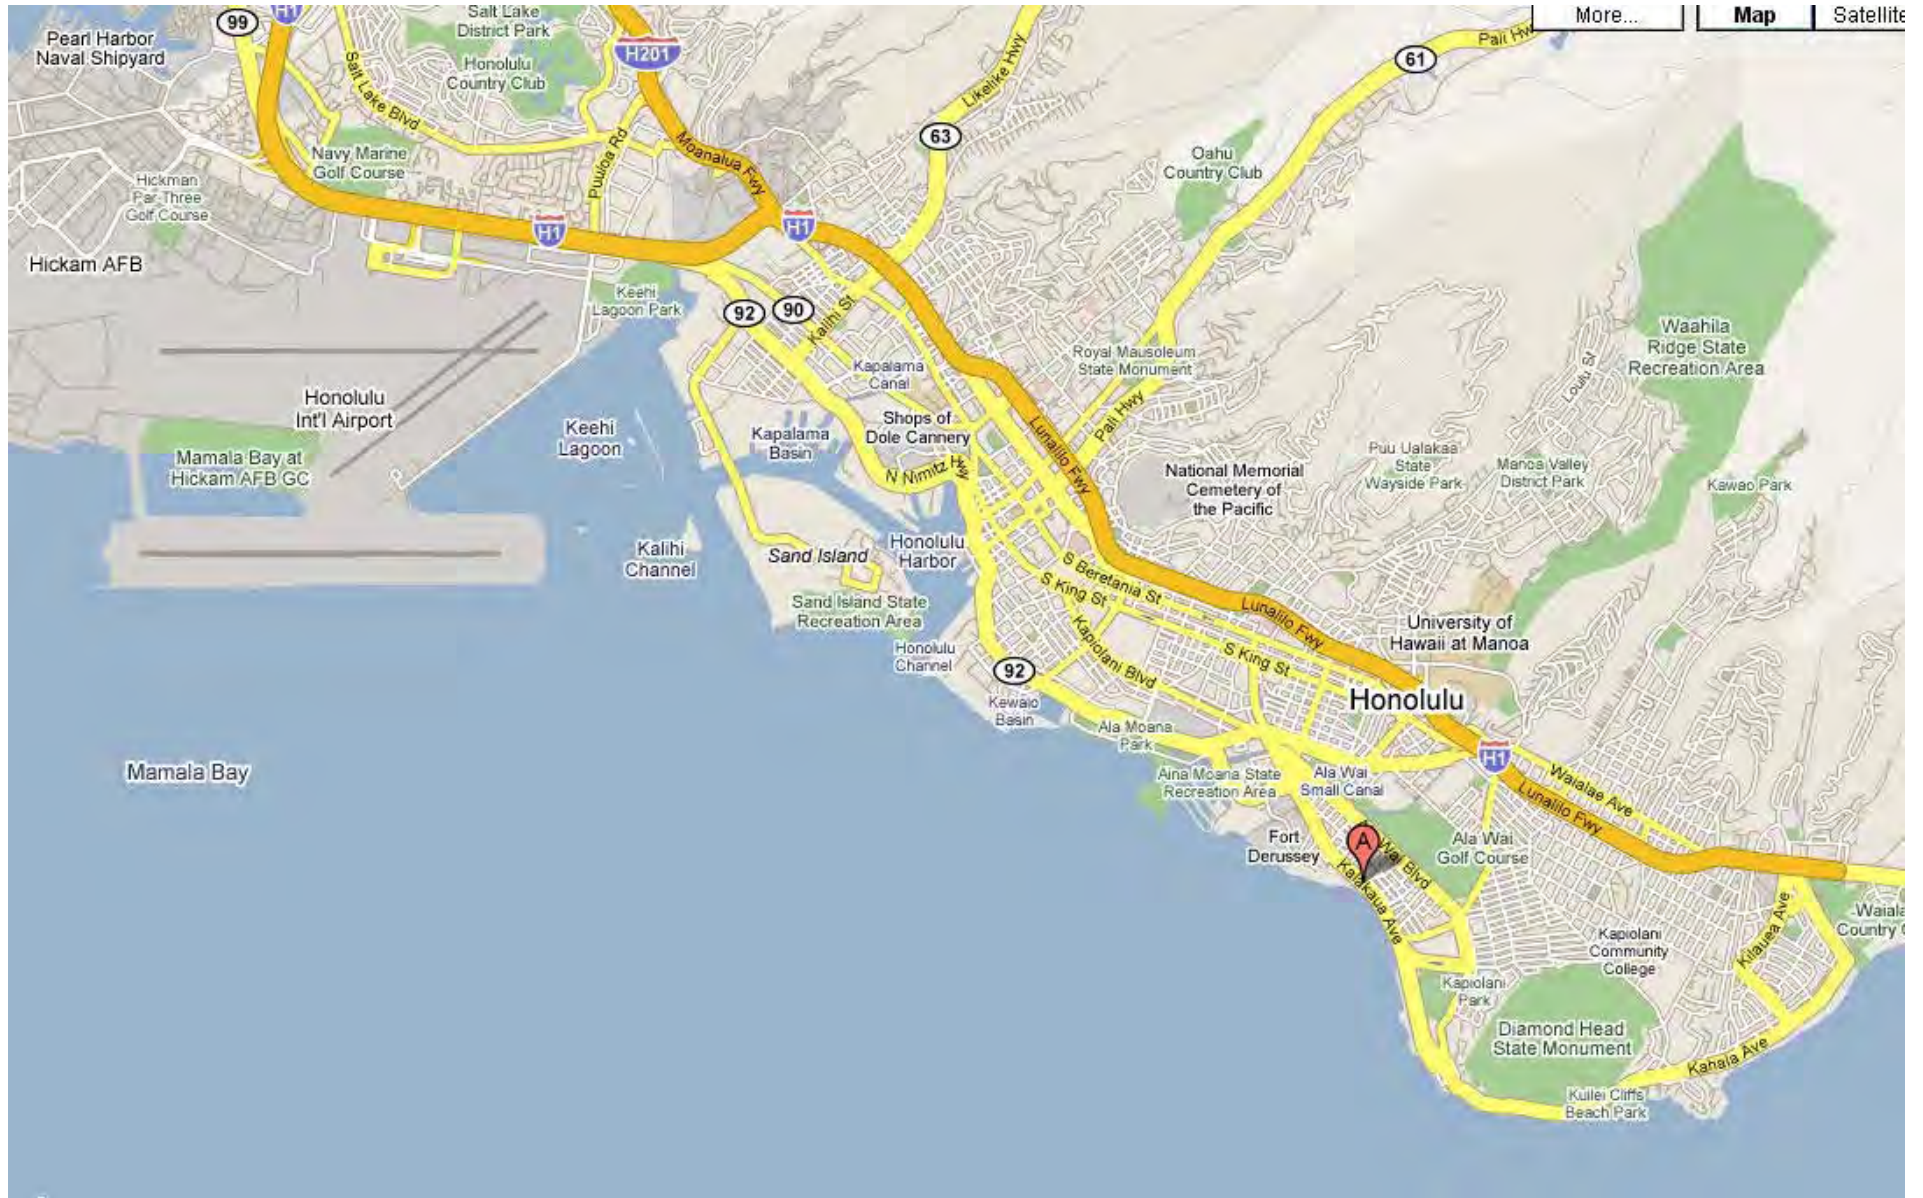 More...
Map
Satellite
H1
99
Pearl Harbor
Naval Shipyard
Salt Lake
District Park
H201
Honolulu
Country Club
Salt Lake Blvd
Likelike Hwy
Pali Hw
61
63
Moanalua Fwy
Puuloa Rd
Navy Marine
Golf Course
Oahu
Country Club
Hickman
Par Three
Golf Course
H1
H1
Hickam AFB
Keehi
Lagoon Park
92
90
Kalihi St
Waahila
Ridge State
Recreation Area
Royal Mausoleum
State Monument
Kapalama
Canal
Loulu St
Honolulu
Int'l Airport
Pali Hwy
Shops of
Dole Cannery
Keehi
Lagoon
Kapalama
Basin
Lunalilo Fwy
Mamala Bay at
Hickam AFB GC
N Nimitz Hwy
National Memorial
Cemetery of
the Pacific
Puu Ualakaa
State
Wayside Park
Manoa Valley
District Park
Kawao Park
Kalihi
Channel
Sand Island
Honolulu
Harbor
S Beretania St
S King St
Sand Island State
Recreation Area
Lunalilo Fwy
University of
Hawaii at Manoa
Kapiolani Blvd
Honolulu
Channel
S King St
92
Honolulu
Kewalo
Basin
Ala Moana
Park
Mamala Bay
H1
Aina Moana State
Recreation Area
Ala Wai
Small Canal
Waialae Ave
Lunalilo Fwy
Fort
Derussey
A
Wai Blvd
Ala Wai
Golf Course
Kalakaua Ave
Kilauea Ave
Waiala
Country C
Kapiolani
Community
College
Kapiolani
Park
Diamond Head
State Monument
Kahala Ave
Kuilei Cliffs
Beach Park